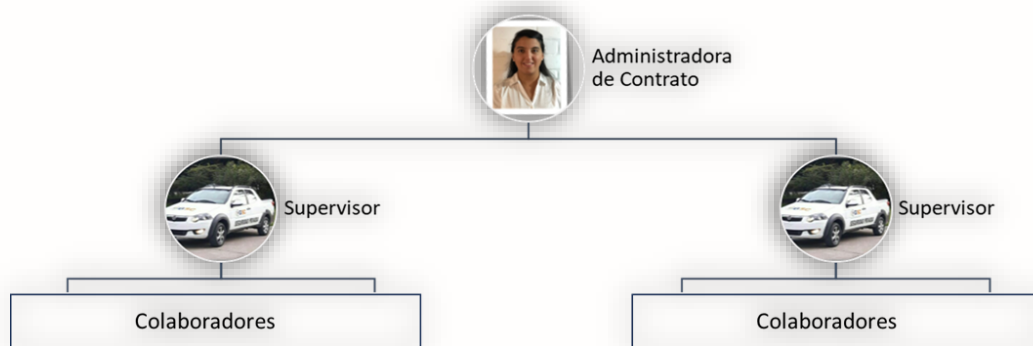 Administradora
de Contrato
Supervisor
Supervisor
Colaboradores
Colaboradores